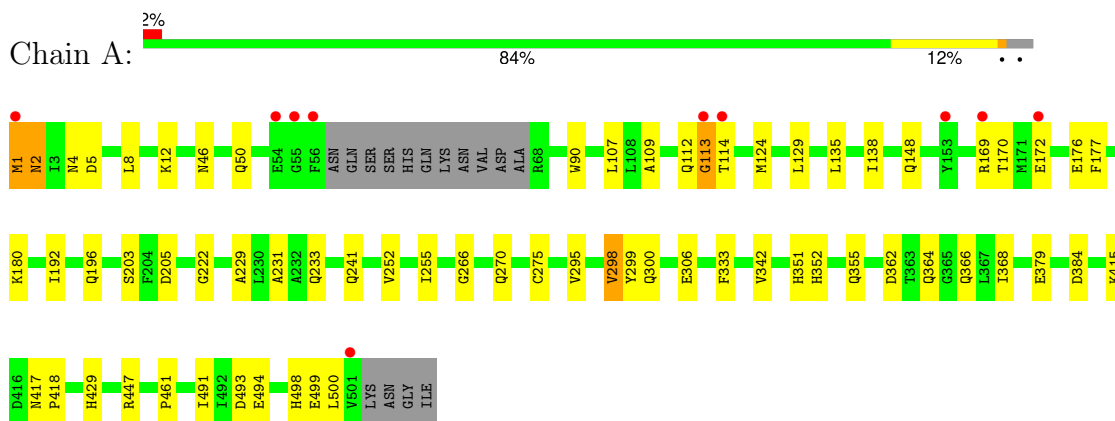 2%
Chain A:
84% 12% • •
M1 N2 I3 N4 D5 L8 K12 N46 Q50 E54 G55 F56 ASN GLN SER SER HIS GLN LYS ASN VAL ASP ALA R68 W90 L107 L108 A109 Q112 G113 T114 M124 L129 L135 I138 Q148 Y153 R169 T170 M171 E172 E176 F177
K180 I192 Q196 S203 F204 D205 G222 A229 L230 A231 A232 Q233 Q241 V252 I255 G266 Q270 C275 V295 V298 Y299 Q300 E306 F333 V342 H351 H352 Q355 D362 T363 Q364 G365 Q366 L367 I368 E379 D384 K415
D416 N417 P418 H429 R447 P461 I491 I492 D493 E494 H498 E499 L500 V501 LYS ASN GLY ILE